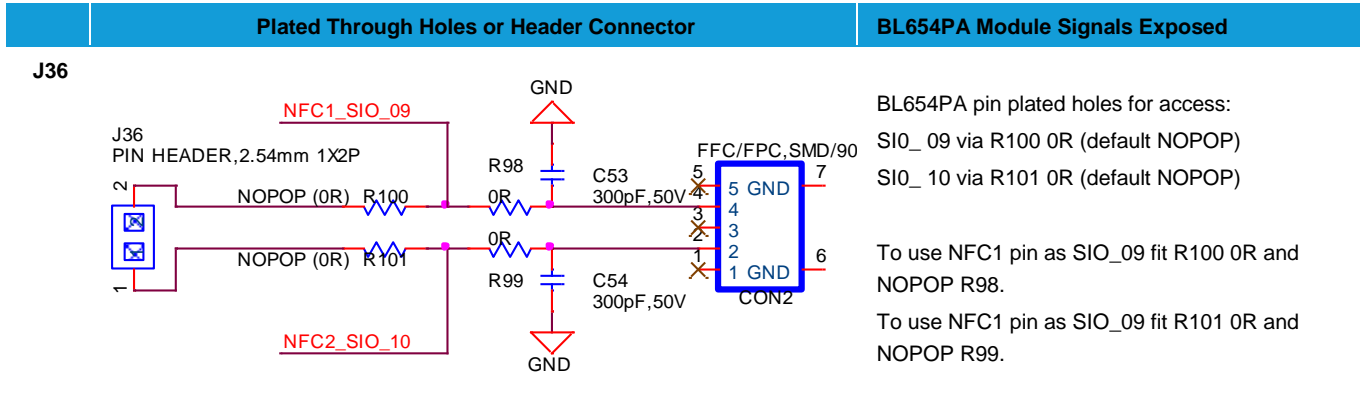 Plated Through Holes or Header Connector
BL654PA Module Signals Exposed
J36
GND
NFC1_SIO_09
J36
PIN HEADER,2.54mm 1X2P
2
1
NOPOP (0R)
R100
NOPOP (0R)
R101
R98
0R
0R
R99
C53
300pF,50V
C54
300pF,50V
NFC2_SIO_10
GND
FFC/FPC,SMD/90
5
4
3
2
1
5 GND
4
3
2
1 GND
7
6
CON2
BL654PA pin plated holes for access:
SI0_ 09 via R100 0R (default NOPOP)
SI0_ 10 via R101 0R (default NOPOP)
To use NFC1 pin as SIO_09 fit R100 0R and
NOPOP R98.
To use NFC1 pin as SIO_09 fit R101 0R and
NOPOP R99.